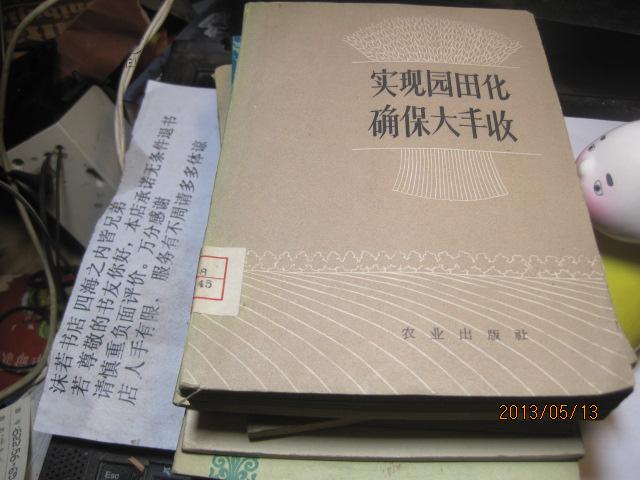 实现园田化
确保大丰收
农业出版社
45
沫若书店 四海之内皆兄弟
若 尊敬的书友你好，本店承诺无条件退书
请慎重负面评价。万分感谢
店 人手有限， 服务有不周请多多体谅
Esc
2013/05/13